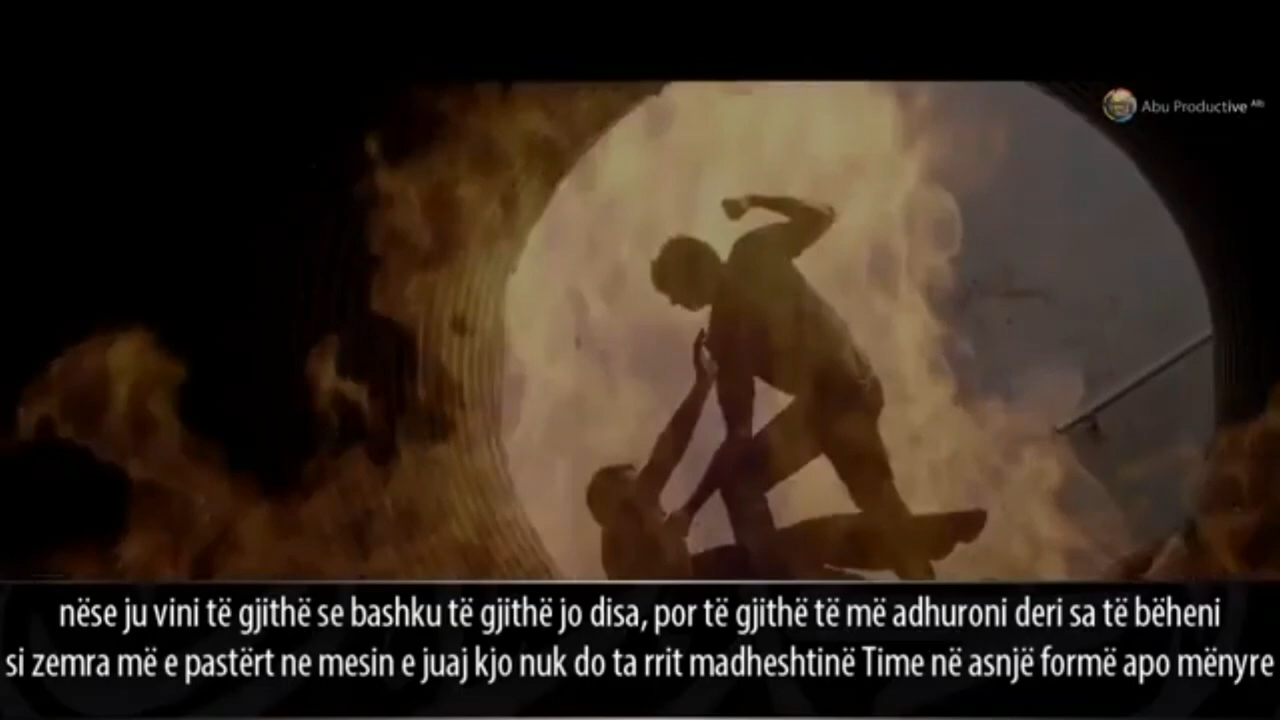 Abu Productive Alb
nëse ju vini të gjithë se bashku të gjithë jo disa, por të gjithë të më adhuroni deri sa të bëheni
si zemra më e pastërt ne mesin e juaj kjo nuk do ta rrit madheshtinë Time në asnjë formë apo mënyre